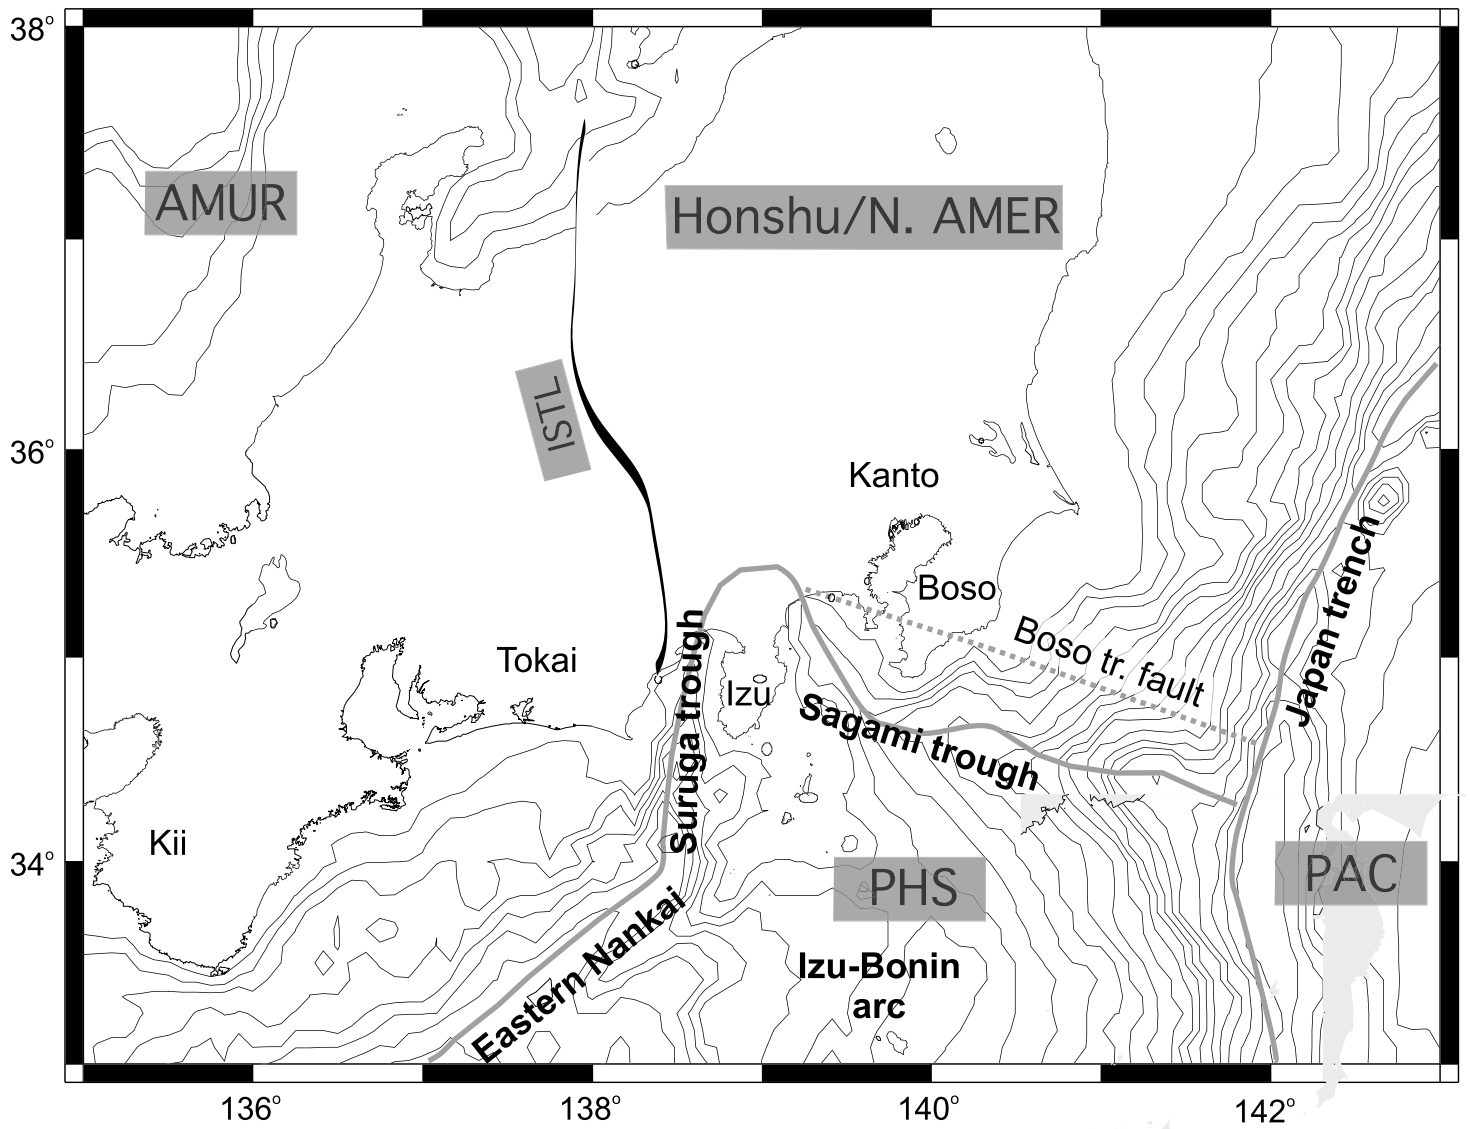 38°
AMUR
Honshu/N. AMER
ISTL
36°
Kanto
Boso
Boso tr. fault
Japan trench
Tokai
Izu
Suruga trough
Sagami trough
Kii
34°
PHS
PAC
Eastern Nankai
Izu-Bonin
arc
136°
138°
140°
142°